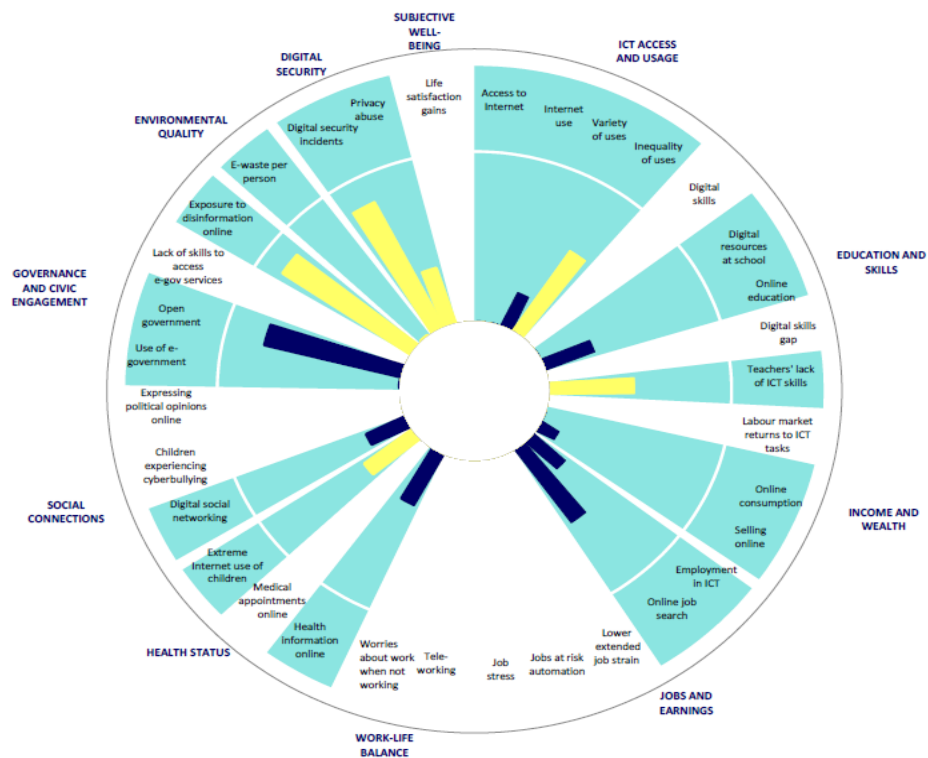 SUBJECTIVE
WELL-
BEING
ICT ACCESS
AND USAGE
DIGITAL
SECURITY
Life
satisfaction
gains
Access to
Internet
Internet
use
Variety
of uses
Inequality
of uses
Privacy
abuse
Digital security
incidents
ENVIRONMENTAL
QUALITY
E-waste per
person
Exposure to
disinformation
online
Digital
skills
Digital
resources
at school
Online
education
EDUCATION AND
SKILLS
Lack of skills to
access
e-gov services
GOVERNANCE
AND CIVIC
ENGAGEMENT
Open
government
Use of e-
government
Expressing
political opinions
online
Digital skills
gap
Teachers' lack
of ICT skills
Labour market
returns to ICT
tasks
Children
experiencing
cyberbullying
SOCIAL
CONNECTIONS
Digital social
networking
Online
consumption
Selling
online
INCOME AND
WEALTH
Extreme
Internet use of
children
Medical
appointments
online
Employment
in ICT
Online job
search
HEALTH STATUS
Health
information
online
Worries
about work
when not
working
Tele-
working
Job
stress
Jobs at risk
automation
Lower
extended
job strain
JOBS AND
EARNINGS
WORK-LIFE
BALANCE